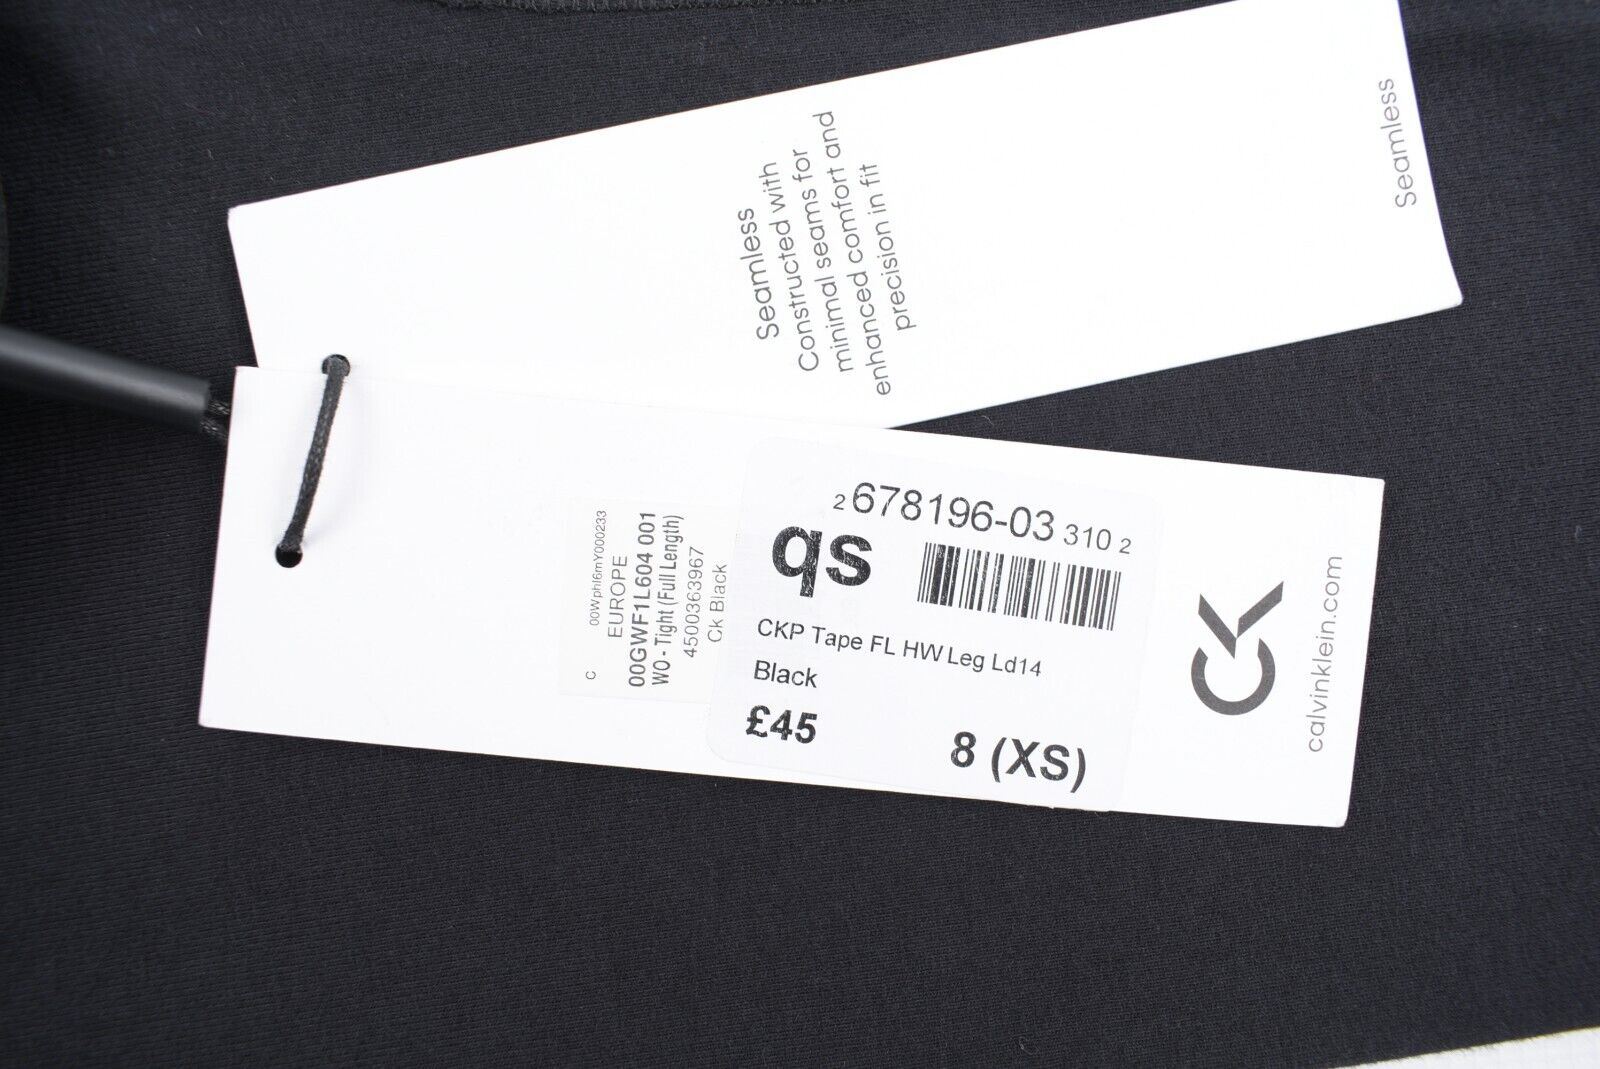 Seamless
Constructed with
minimal seams for
enhanced comfort and
precision in fit
Seamless
C 00Wphl6mY000233
EUROPE
00GWF1L604 001
WO - Tight (Full Length)
4500363967
Ck Black
2 678196-03 310 2
qs
CKP Tape FL HW Leg Ld14
Black
£45 8 (XS)
CK
calvinklein.com